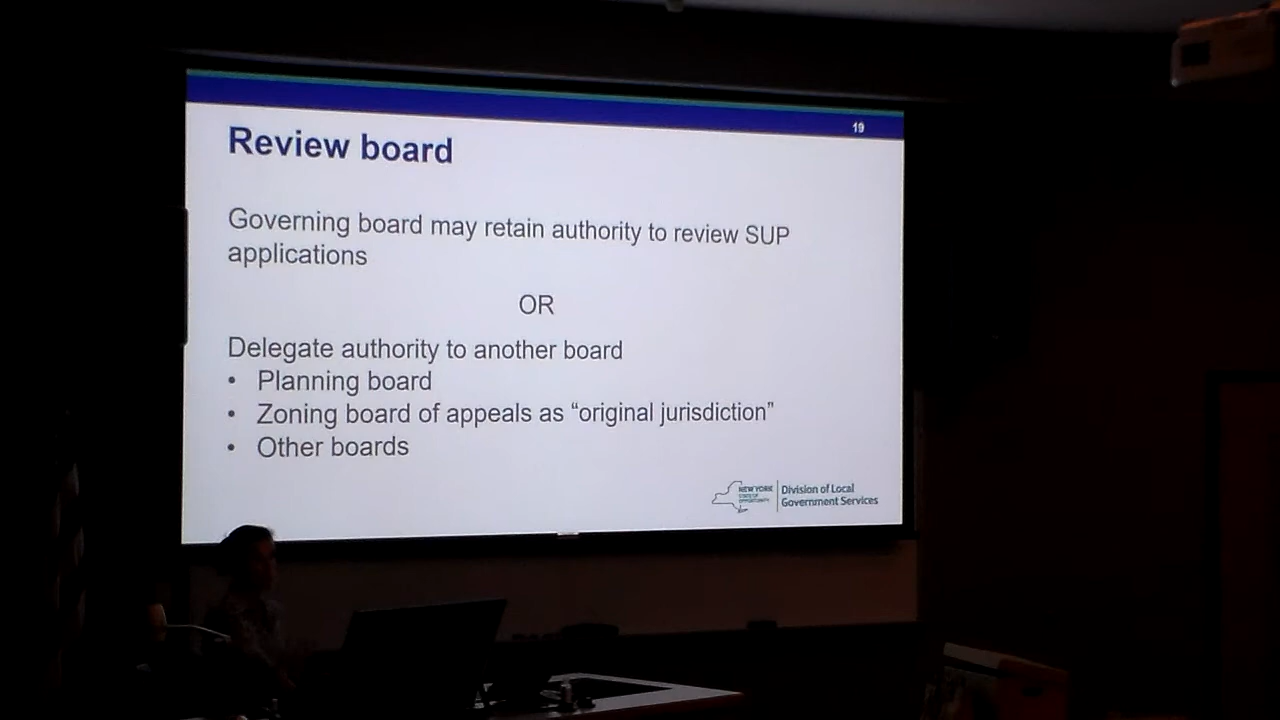 19
Review board
Governing board may retain authority to review SUP
applications
OR
Delegate authority to another board
• Planning board
• Zoning board of appeals as “original jurisdiction”
• Other boards
NEW YORK
STATE OF
OPPORTUNITY
Division of Local
Government Services